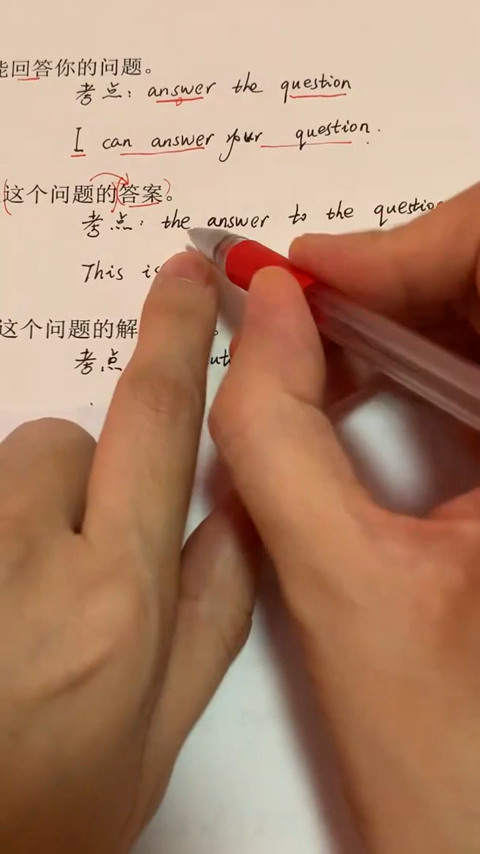 能回答你的问题。
考点: answer the question
I can answer your question.
(这个问题的)(答案)。
考点: the answer to the questio
This is
这个问题的解
考点